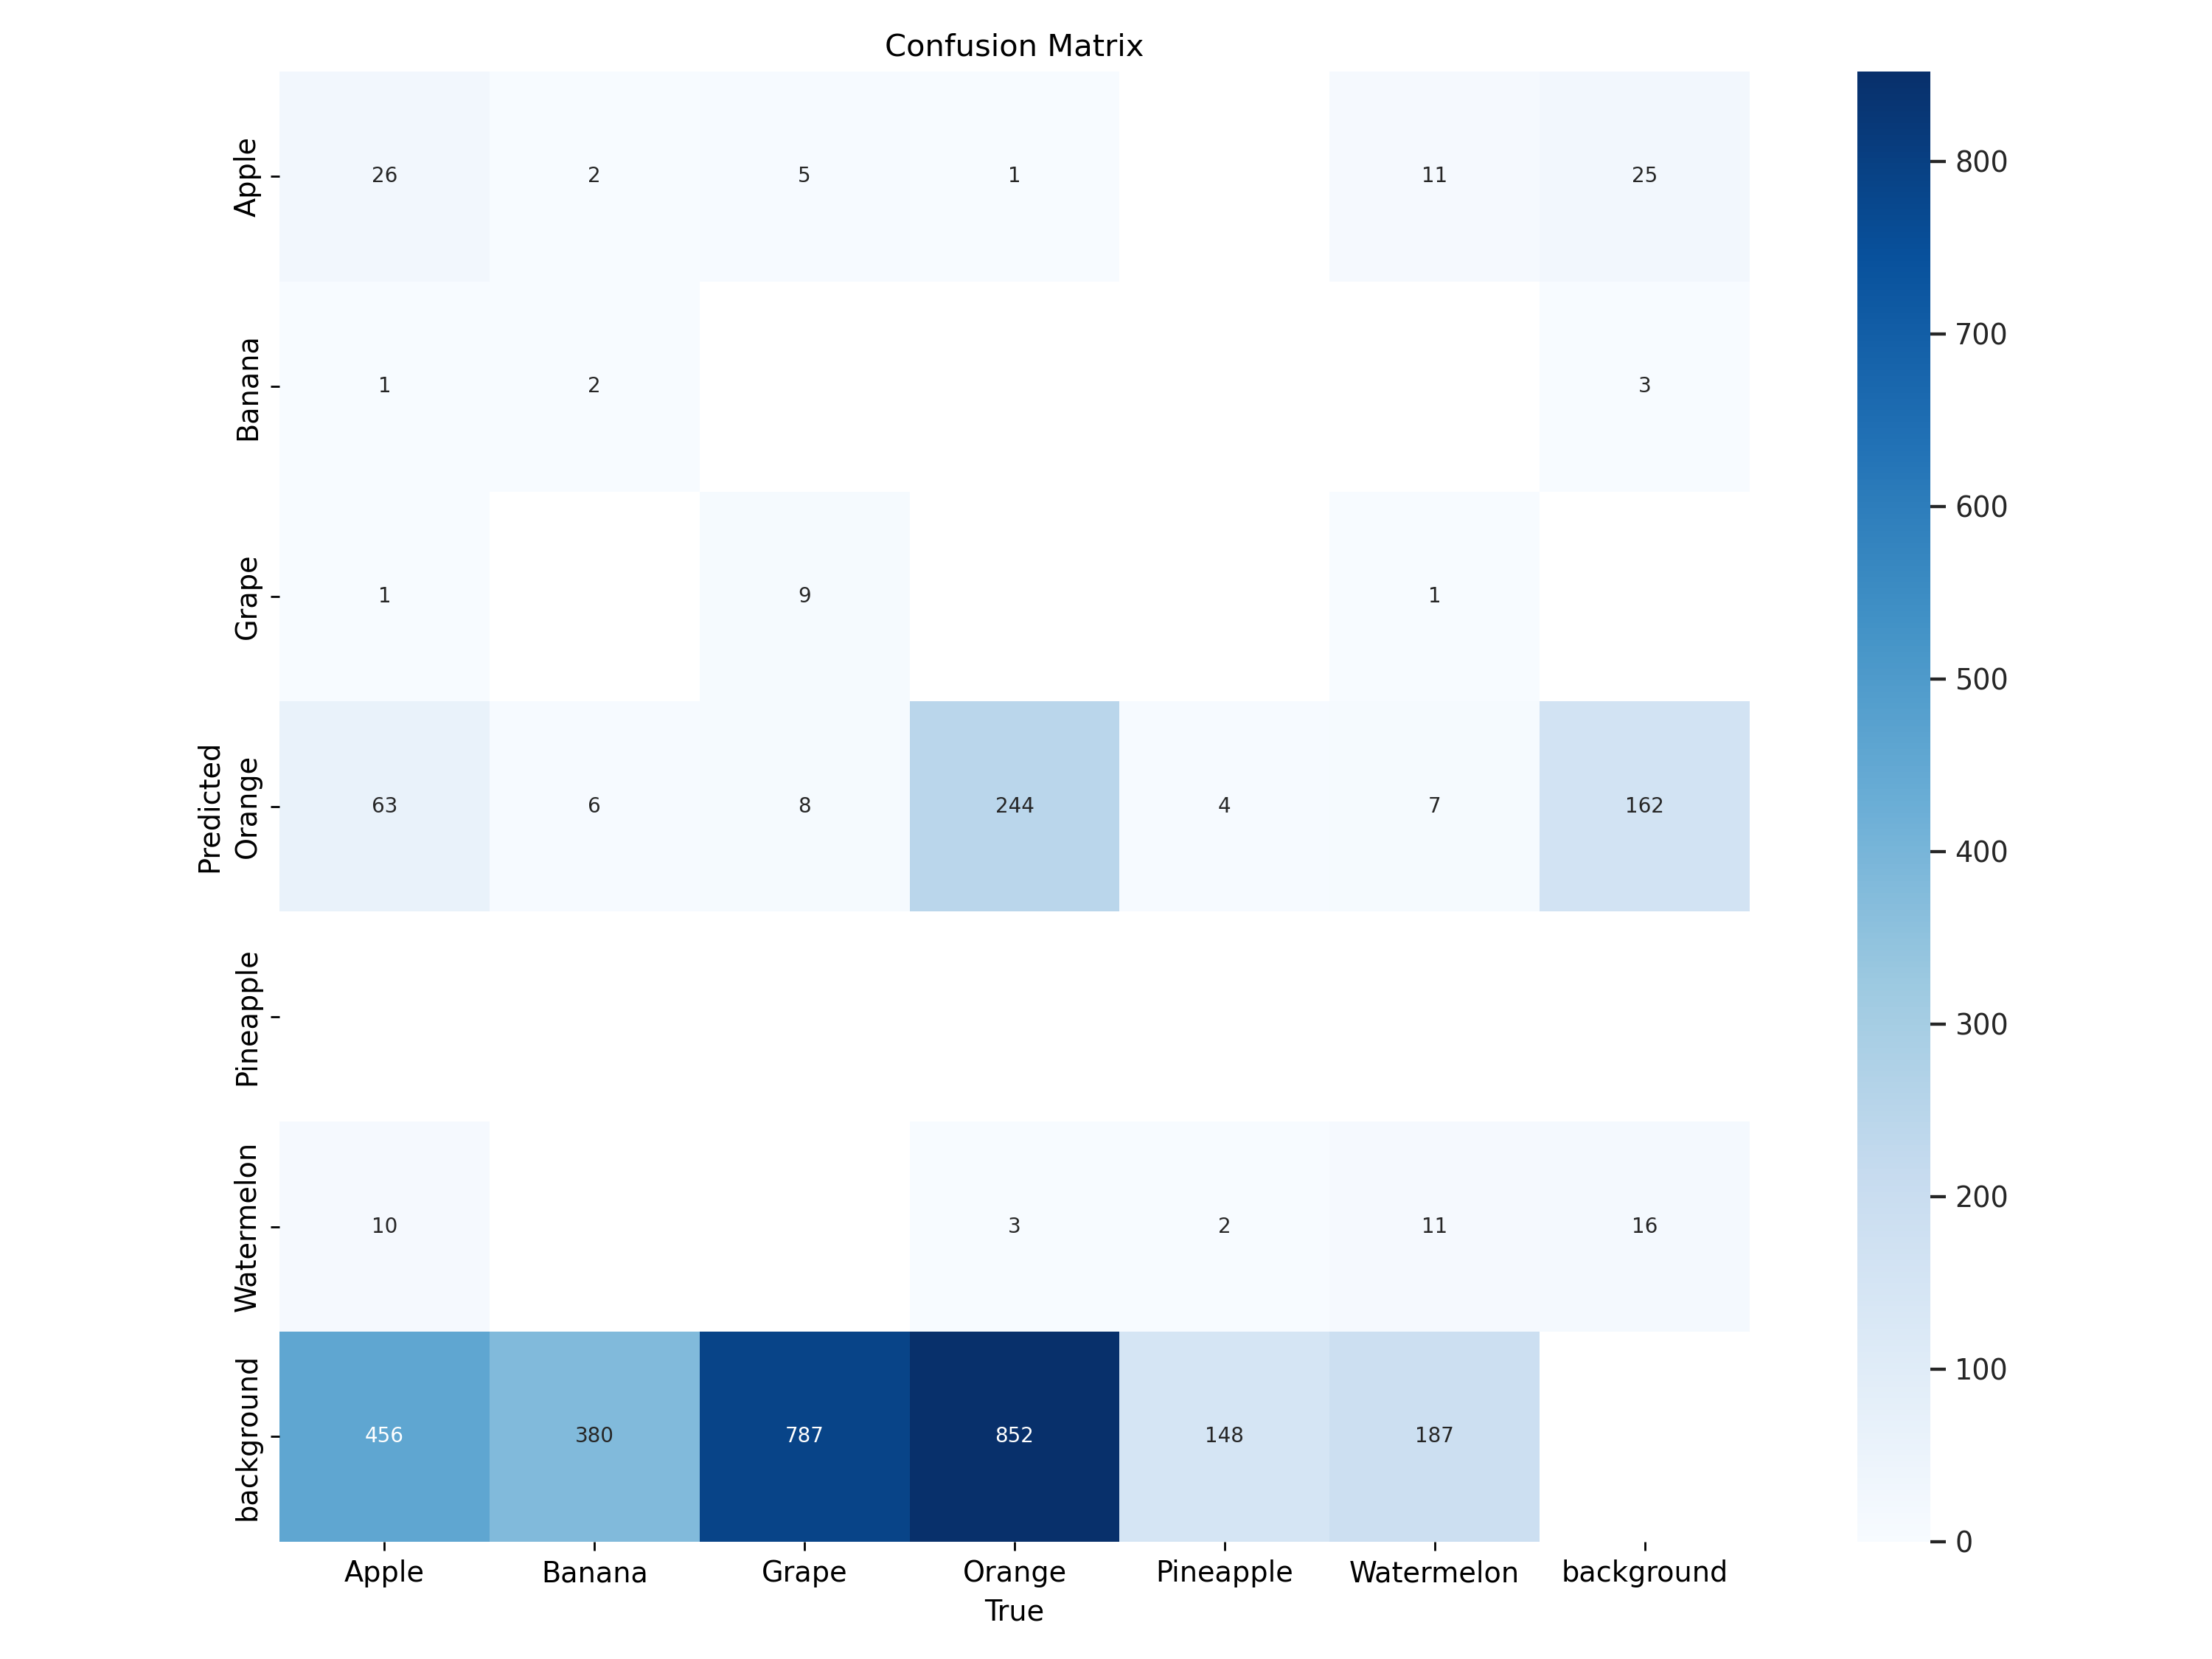 Confusion Matrix
Apple
26 2 5 1 11 25
Banana
1 2 3
Grape
1 9 1
Predicted
Orange
63 6 8 244 4 7 162
Pineapple
Watermelon
10 3 2 11 16
background
456 380 787 852 148 187
Apple Banana Grape Orange Pineapple Watermelon background
True
800
700
600
500
400
300
200
100
0